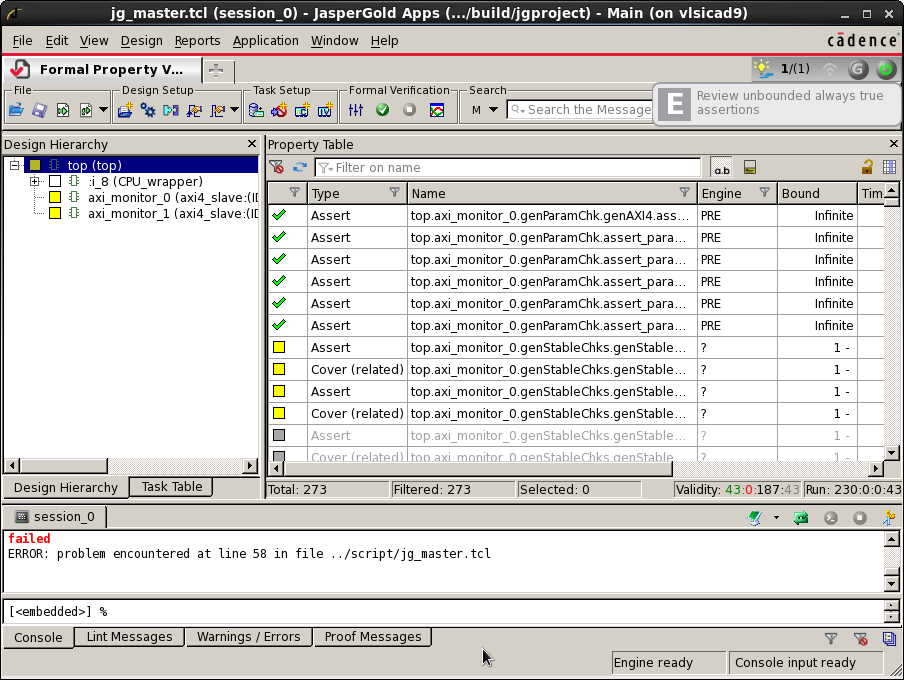 jg_master.tcl (session_0) - JasperGold Apps (.../build/jgproject) - Main (on vlsicad9)
File Edit View Design Reports Application Window Help
cādence
Formal Property V...
1/(1)
G
File Design Setup Task Setup Formal Verification Search
M Search the Message
E Review unbounded always true
assertions
Design Hierarchy
top (top)
:i_8 (CPU_wrapper)
axi_monitor_0 (axi4_slave:(ID
axi_monitor_1 (axi4_slave:(ID
Design Hierarchy Task Table
Property Table
Filter on name
a.b
Type Name Engine Bound Tim
Assert top.axi_monitor_0.genParamChk.genAXI4.ass... PRE Infinite
Assert top.axi_monitor_0.genParamChk.assert_para... PRE Infinite
Assert top.axi_monitor_0.genParamChk.assert_para... PRE Infinite
Assert top.axi_monitor_0.genParamChk.assert_para... PRE Infinite
Assert top.axi_monitor_0.genParamChk.assert_para... PRE Infinite
Assert top.axi_monitor_0.genParamChk.assert_para... PRE Infinite
Assert top.axi_monitor_0.genStableChks.genStable... ? 1 -
Cover (related) top.axi_monitor_0.genStableChks.genStable... ? 1 -
Assert top.axi_monitor_0.genStableChks.genStable... ? 1 -
Cover (related) top.axi_monitor_0.genStableChks.genStable... ? 1 -
Assert top.axi_monitor_0.genStableChks.genStable... ? 1 -
Cover (related) top.axi_monitor_0.genStableChks.genStable... ? 1 -
Total: 273 Filtered: 273 Selected: 0 Validity: 43:0:187:43 Run: 230:0:0:43
session_0
failed
ERROR: problem encountered at line 58 in file ../script/jg_master.tcl
[<embedded>] %
Console Lint Messages Warnings / Errors Proof Messages
Engine ready Console input ready